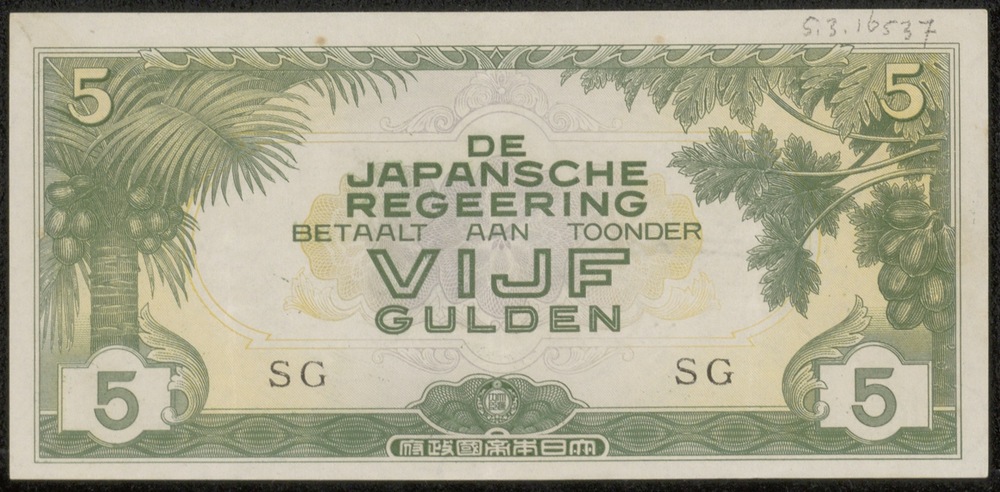 S.3.16537
5 5
DE
JAPANSCHE
REGEERING
BETAALT AAN TOONDER
VIJF
GULDEN
SG SG
5 5
府政國帝本日大